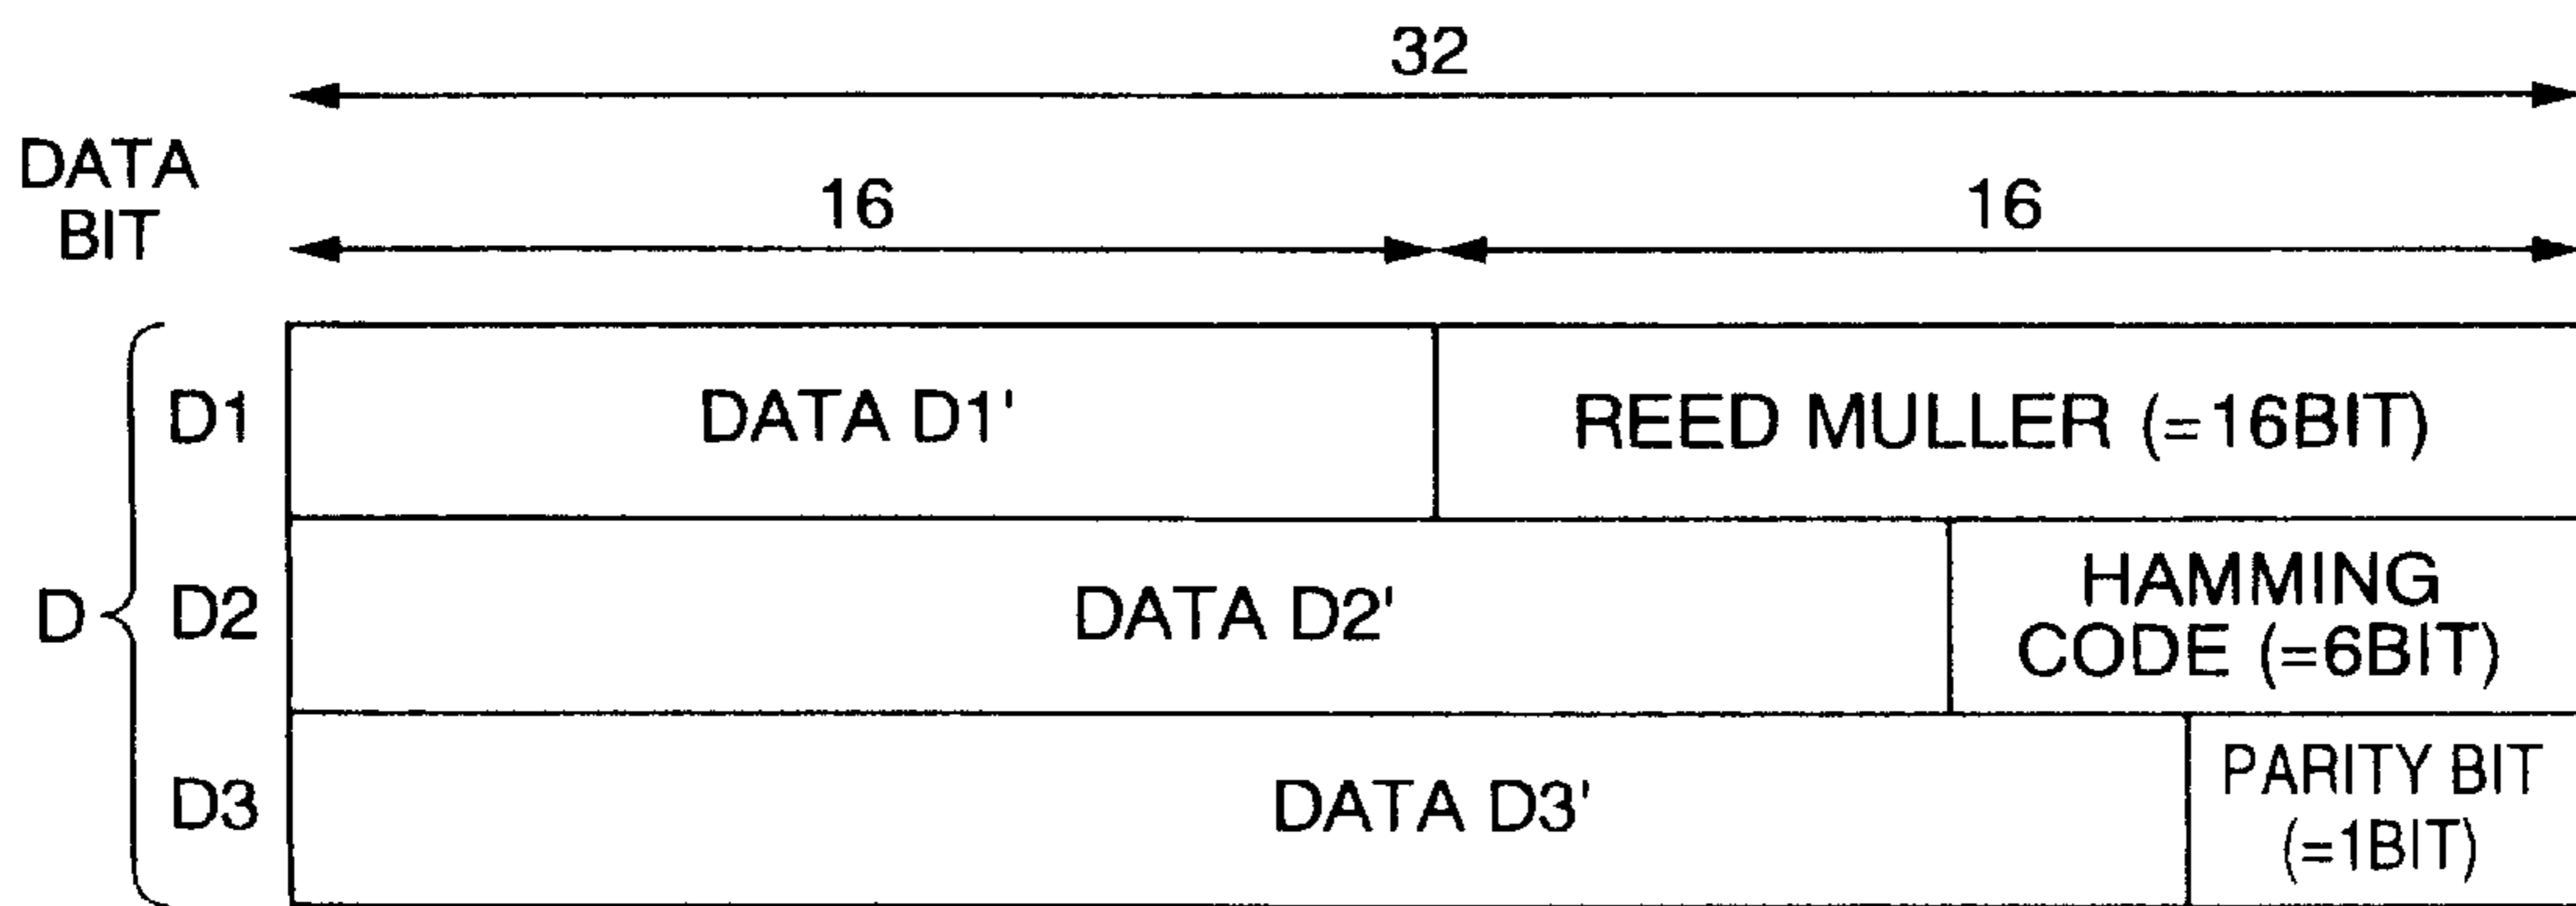 32
DATA
BIT
16 16
D1 DATA D1' REED MULLER (=16BIT)
D D2 DATA D2' HAMMING
CODE (=6BIT)
D3 DATA D3' PARITY BIT
(=1BIT)